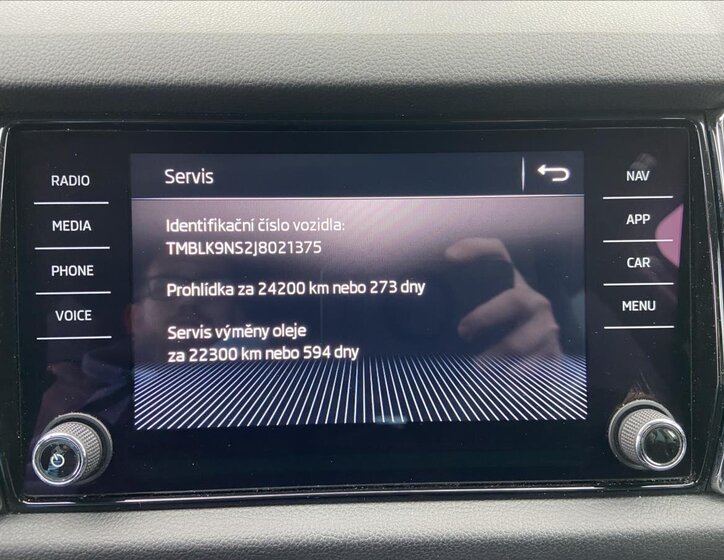 Servis
RADIO
MEDIA
PHONE
VOICE
Identifikační číslo vozidla:
TMBLK9NS2J8021375
Prohlídka za 24200 km nebo 273 dny
Servis výměny oleje
za 22300 km nebo 594 dny
NAV
APP
CAR
MENU